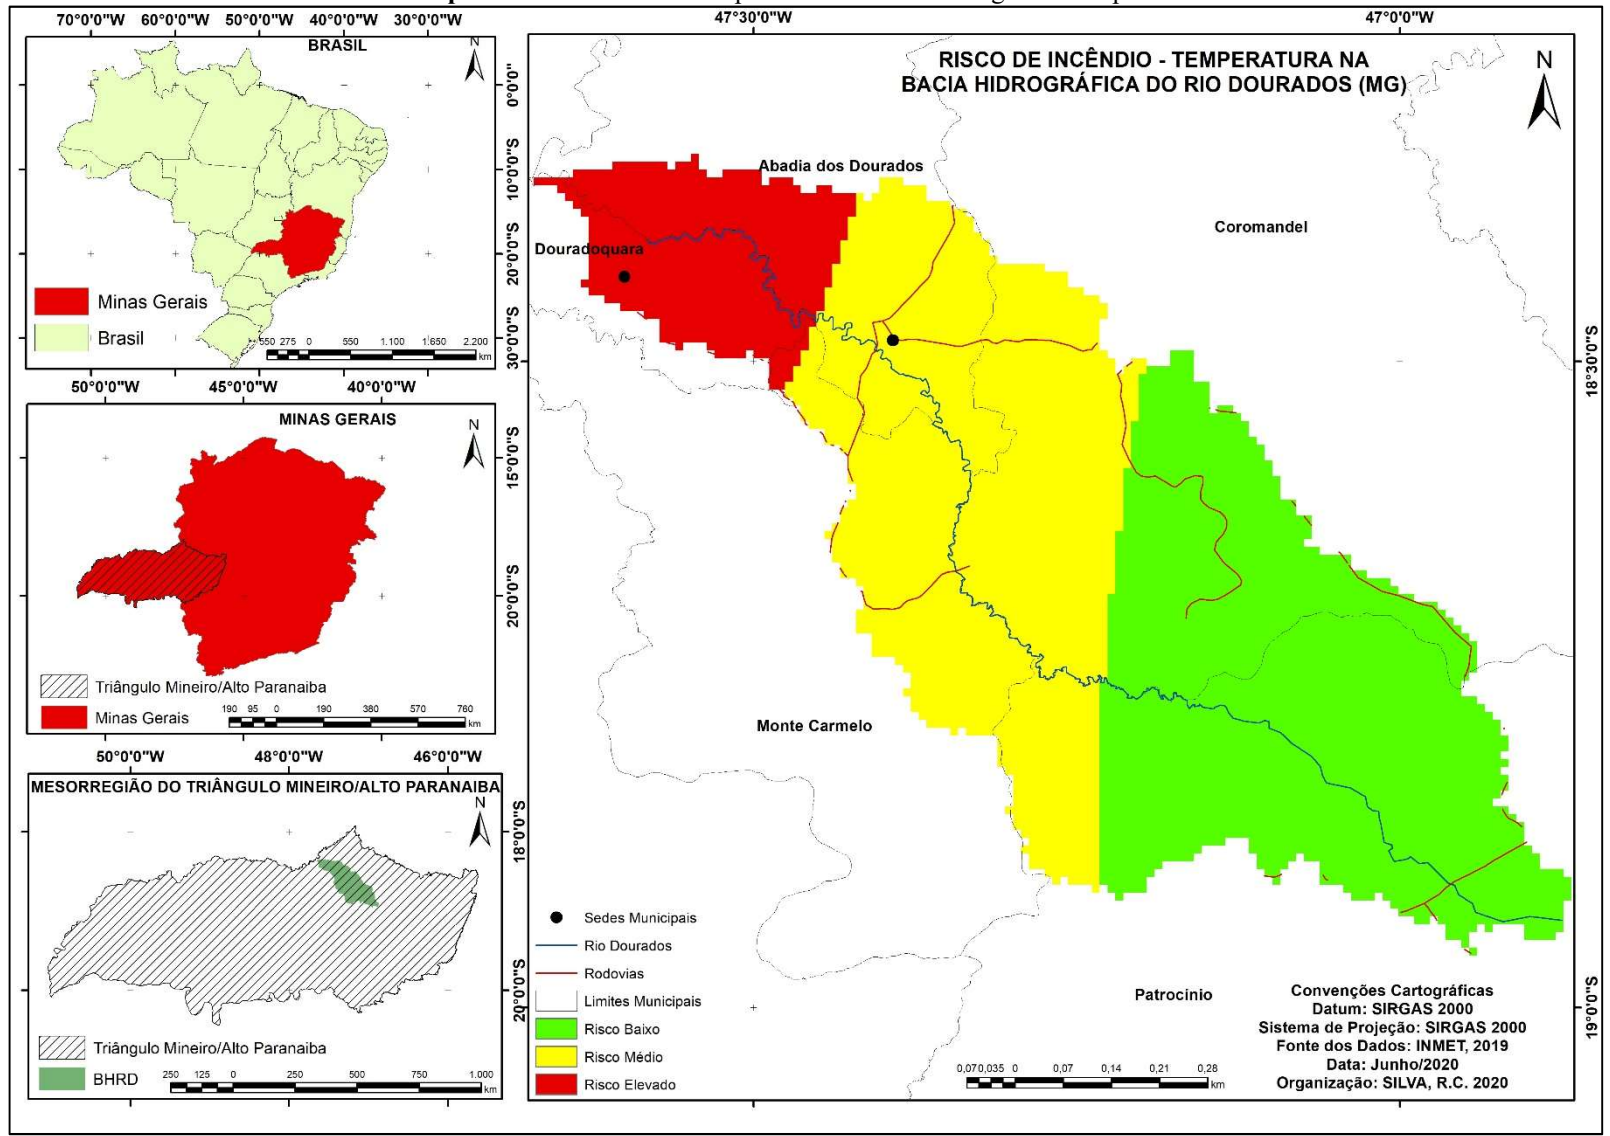 70°0'0"W 60°0'0"W 50°0'0"W 40°0'0"W 30°0'0"W
BRASIL
N
0°0'0"
10°0'0"S
20°0'0"S
30°0'0"S
Minas Gerais
Brasil
550 275 0 550 1.100 1.650 2.200
km
50°0'0"W 45°0'0"W 40°0'0"W
MINAS GERAIS
N
15°0'0"S
20°0'0"S
Triângulo Mineiro/Alto Paranaiba
Minas Gerais
190 95 0 190 380 570 760
km
50°0'0"W 48°0'0"W 46°0'0"W
MESORREGIÃO DO TRIÂNGULO MINEIRO/ALTO PARANAIBA
N
18°0'0"S
20°0'0"S
Triângulo Mineiro/Alto Paranaiba
BHRD
250 125 0 250 500 750 1.000
km
47°30'0"W 47°0'0"W
RISCO DE INCÊNDIO - TEMPERATURA NA
BACIA HIDROGRÁFICA DO RIO DOURADOS (MG)
N
Abadia dos Dourados
Coromandel
Douradoquara
18°30'0"S
Monte Carmelo
Patrocínio
19°0'0"S
Sedes Municipais
Rio Dourados
Rodovias
Limites Municipais
Risco Baixo
Risco Médio
Risco Elevado
0,07 0,035 0 0,07 0,14 0,21 0,28
km
Convenções Cartográficas
Datum: SIRGAS 2000
Sistema de Projeção: SIRGAS 2000
Fonte dos Dados: INMET, 2019
Data: Junho/2020
Organização: SILVA, R.C. 2020